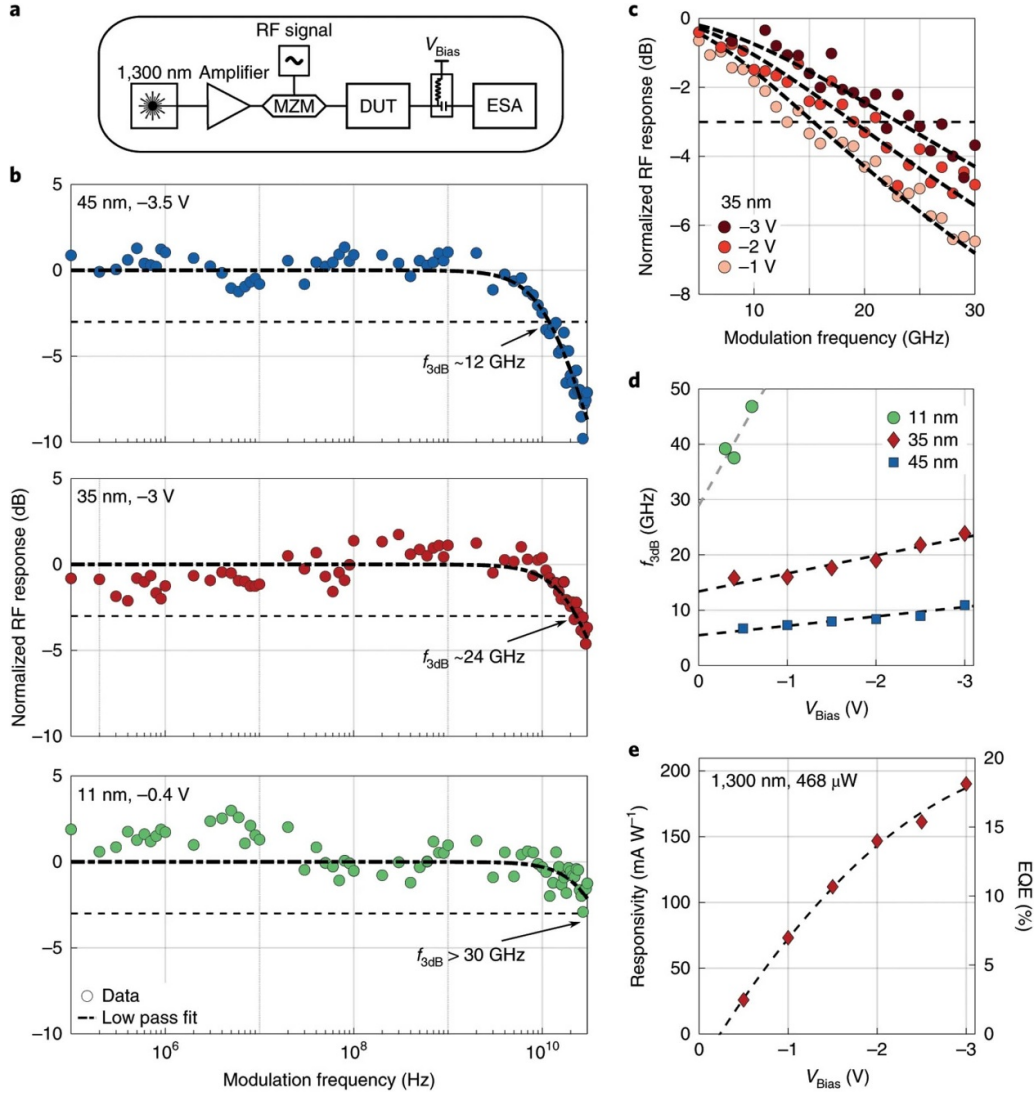 a
RF signal
1,300 nm Amplifier
V_Bias
MZM
DUT
ESA
b
Normalized RF response (dB)
5
0
−5
−10
45 nm, −3.5 V
f_3dB ~12 GHz
5
0
−5
−10
35 nm, −3 V
f_3dB ~24 GHz
5
0
−5
−10
11 nm, −0.4 V
f_3dB > 30 GHz
Data
Low pass fit
10^6
10^8
10^10
Modulation frequency (Hz)
c
Normalized RF response (dB)
0
−2
−4
−6
−8
35 nm
−3 V
−2 V
−1 V
10
20
30
Modulation frequency (GHz)
d
f_3dB (GHz)
50
40
30
20
10
0
11 nm
35 nm
45 nm
0
−1
−2
-3
V_Bias (V)
e
Responsivity (mA W⁻¹)
200
150
100
50
0
1,300 nm, 468 μW
20
15
10
5
0
EQE (%)
0
−1
−2
−3
V_Bias (V)